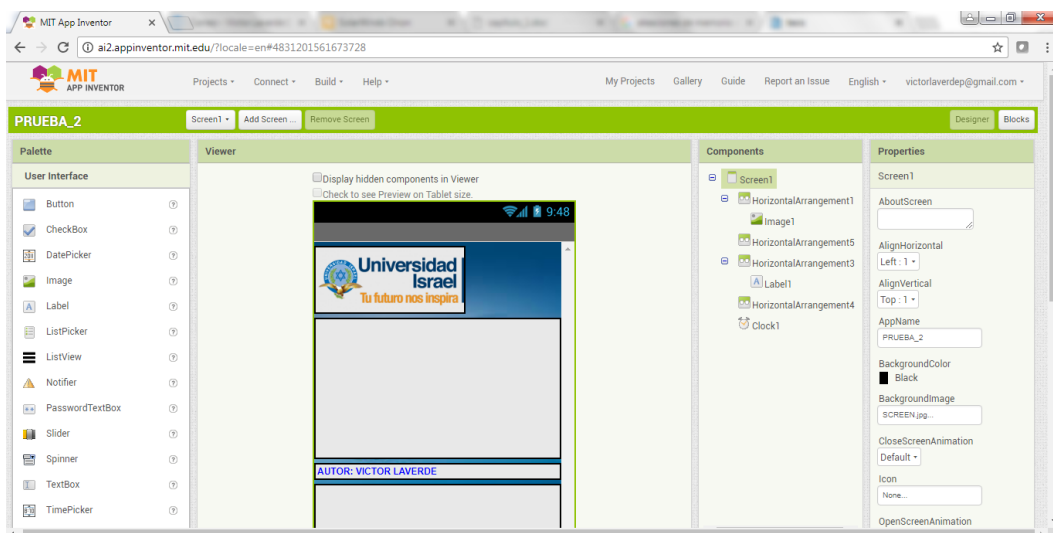 MIT App Inventor
ai2.appinventor.mit.edu/?locale=en#4831201561673728
MIT
APP INVENTOR
Projects
Connect
Build
Help
My Projects
Gallery
Guide
Report an Issue
English
victorlaverdep@gmail.com
PRUEBA_2
Screen1
Add Screen ...
Remove Screen
Designer
Blocks
Palette
User Interface
Button
CheckBox
DatePicker
Image
Label
ListPicker
ListView
Notifier
PasswordTextBox
Slider
Spinner
TextBox
TimePicker
Viewer
Display hidden components in Viewer
Check to see Preview on Tablet size.
9:48
Universidad
Israel
Tu futuro nos inspira
AUTOR: VICTOR LAVERDE
Components
Screen1
HorizontalArrangement1
Image1
HorizontalArrangement5
HorizontalArrangement3
A Label1
HorizontalArrangement4
Clock1
Properties
Screen1
AboutScreen
AlignHorizontal
Left : 1
AlignVertical
Top : 1
AppName
PRUEBA_2
BackgroundColor
Black
BackgroundImage
SCREEN.jpg...
CloseScreenAnimation
Default
Icon
None...
OpenScreenAnimation